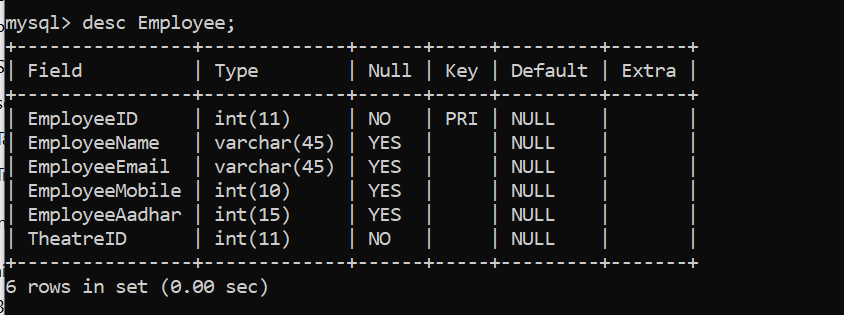 mysql> desc Employee;
+----------------+-------------+------+-----+---------+-------+
| Field          | Type        | Null | Key | Default | Extra |
+----------------+-------------+------+-----+---------+-------+
| EmployeeID     | int(11)     | NO   | PRI | NULL    |       |
| EmployeeName   | varchar(45) | YES  |     | NULL    |       |
| EmployeeEmail  | varchar(45) | YES  |     | NULL    |       |
| EmployeeMobile | int(10)     | YES  |     | NULL    |       |
| EmployeeAadhar | int(15)     | YES  |     | NULL    |       |
| TheatreID      | int(11)     | NO   |     | NULL    |       |
+----------------+-------------+------+-----+---------+-------+
6 rows in set (0.00 sec)